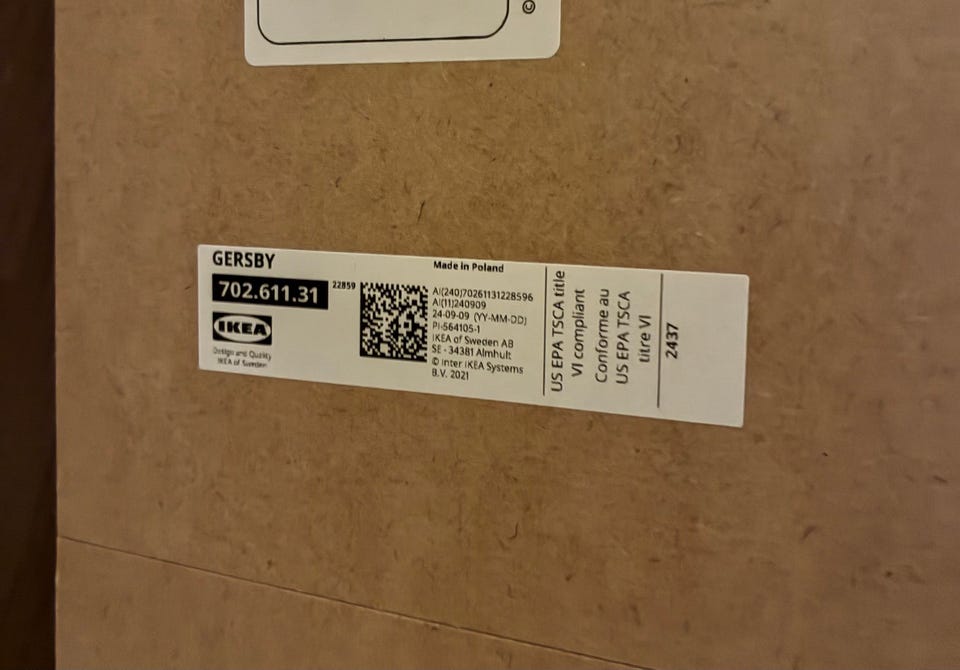 ©
GERSBY
702.611.31
22859
IKEA
Design and Quality
IKEA of Sweden
Made in Poland
AI(240)70261131228596
AI(11)240909
24-09-09 (YY-MM-DD)
PI-564105-1
IKEA of Sweden AB
SE - 34381 Älmhult
© Inter IKEA Systems
B.V. 2021
US EPA TSCA title
VI compliant
Conforme au
US EPA TSCA
titre VI
2437